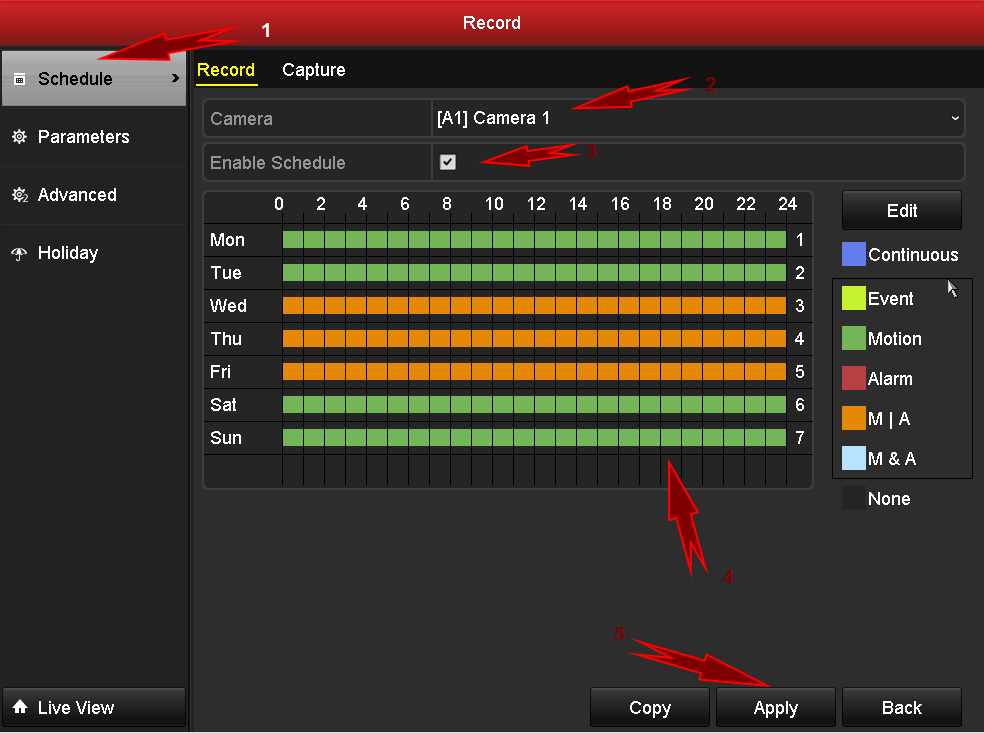 Record
1
Schedule
Record Capture
2
Camera [A1] Camera 1
Parameters
3
Enable Schedule
Advanced
0 2 4 6 8 10 12 14 16 18 20 22 24
Edit
Mon 1
Continuous
Holiday
Tue 2
Event
Wed 3
Thu 4
Motion
Fri 5
Alarm
Sat 6
M | A
Sun 7
M & A
None
4
5
Live View
Copy Apply Back